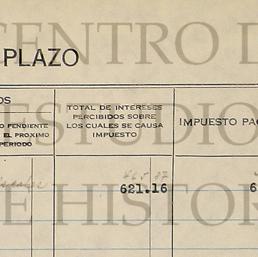 CENTRO D
PLAZO
OS
ESTUDIO
TOTAL DE INTERESES
PERCIBIDOS SOBRE
LOS CUALES SE CAUSA
IMPUESTO
O PENDIENTE
EL PROXIMO
PERIODO
IMPUESTO PAG
621.16
6
E HISTOR